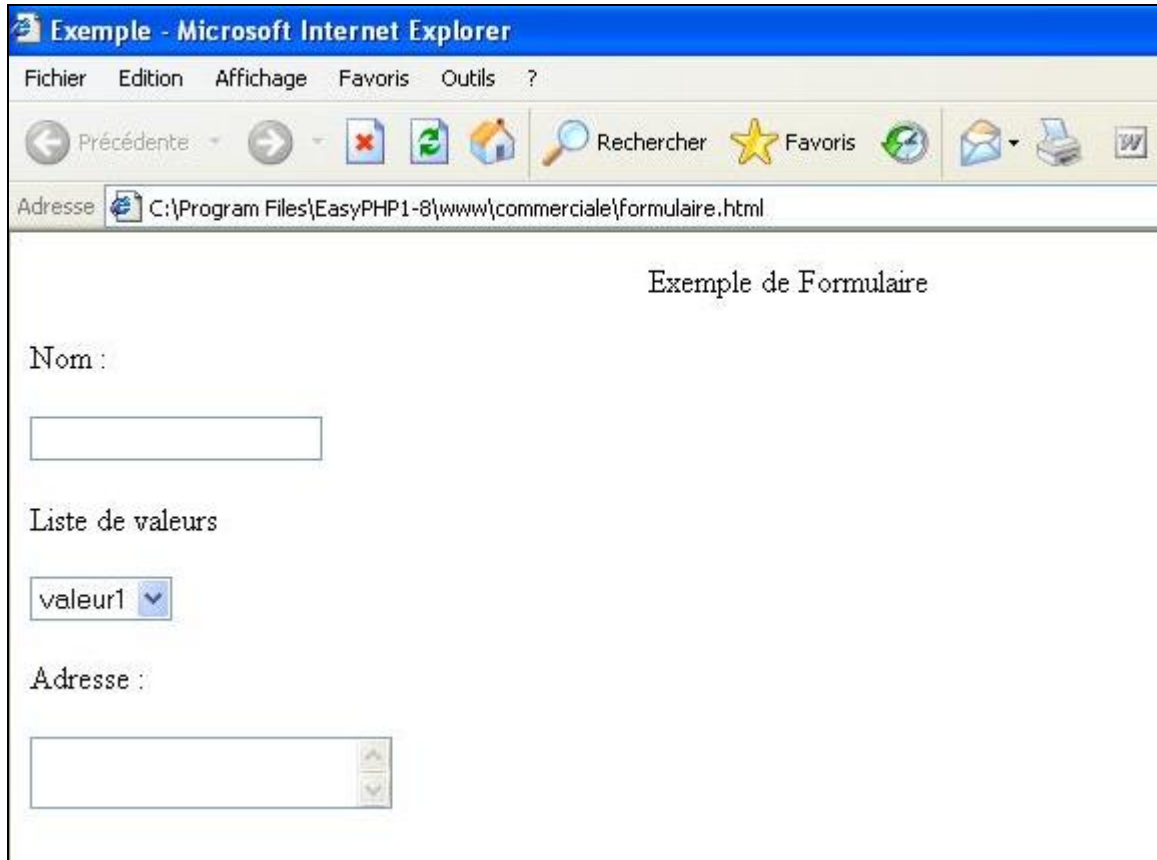 Exemple - Microsoft Internet Explorer
Fichier Edition Affichage Favoris Outils ?
Précédente Rechercher Favoris W
Adresse C:\Program Files\EasyPHP1-8\www\commerciale\formulaire.html
Exemple de Formulaire
Nom :
Liste de valeurs
valeur1
Adresse :